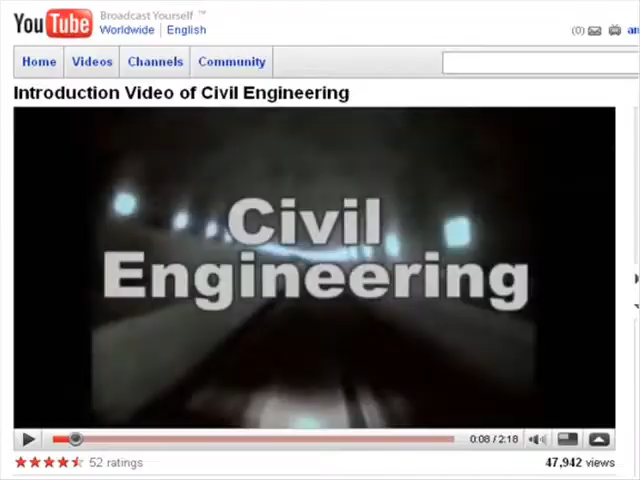 YouTube Broadcast Yourself ™
Worldwide | English
(0)
Home Videos Channels Community
Introduction Video of Civil Engineering
Civil
Engineering
0:08 / 2:18
52 ratings
47,942 views